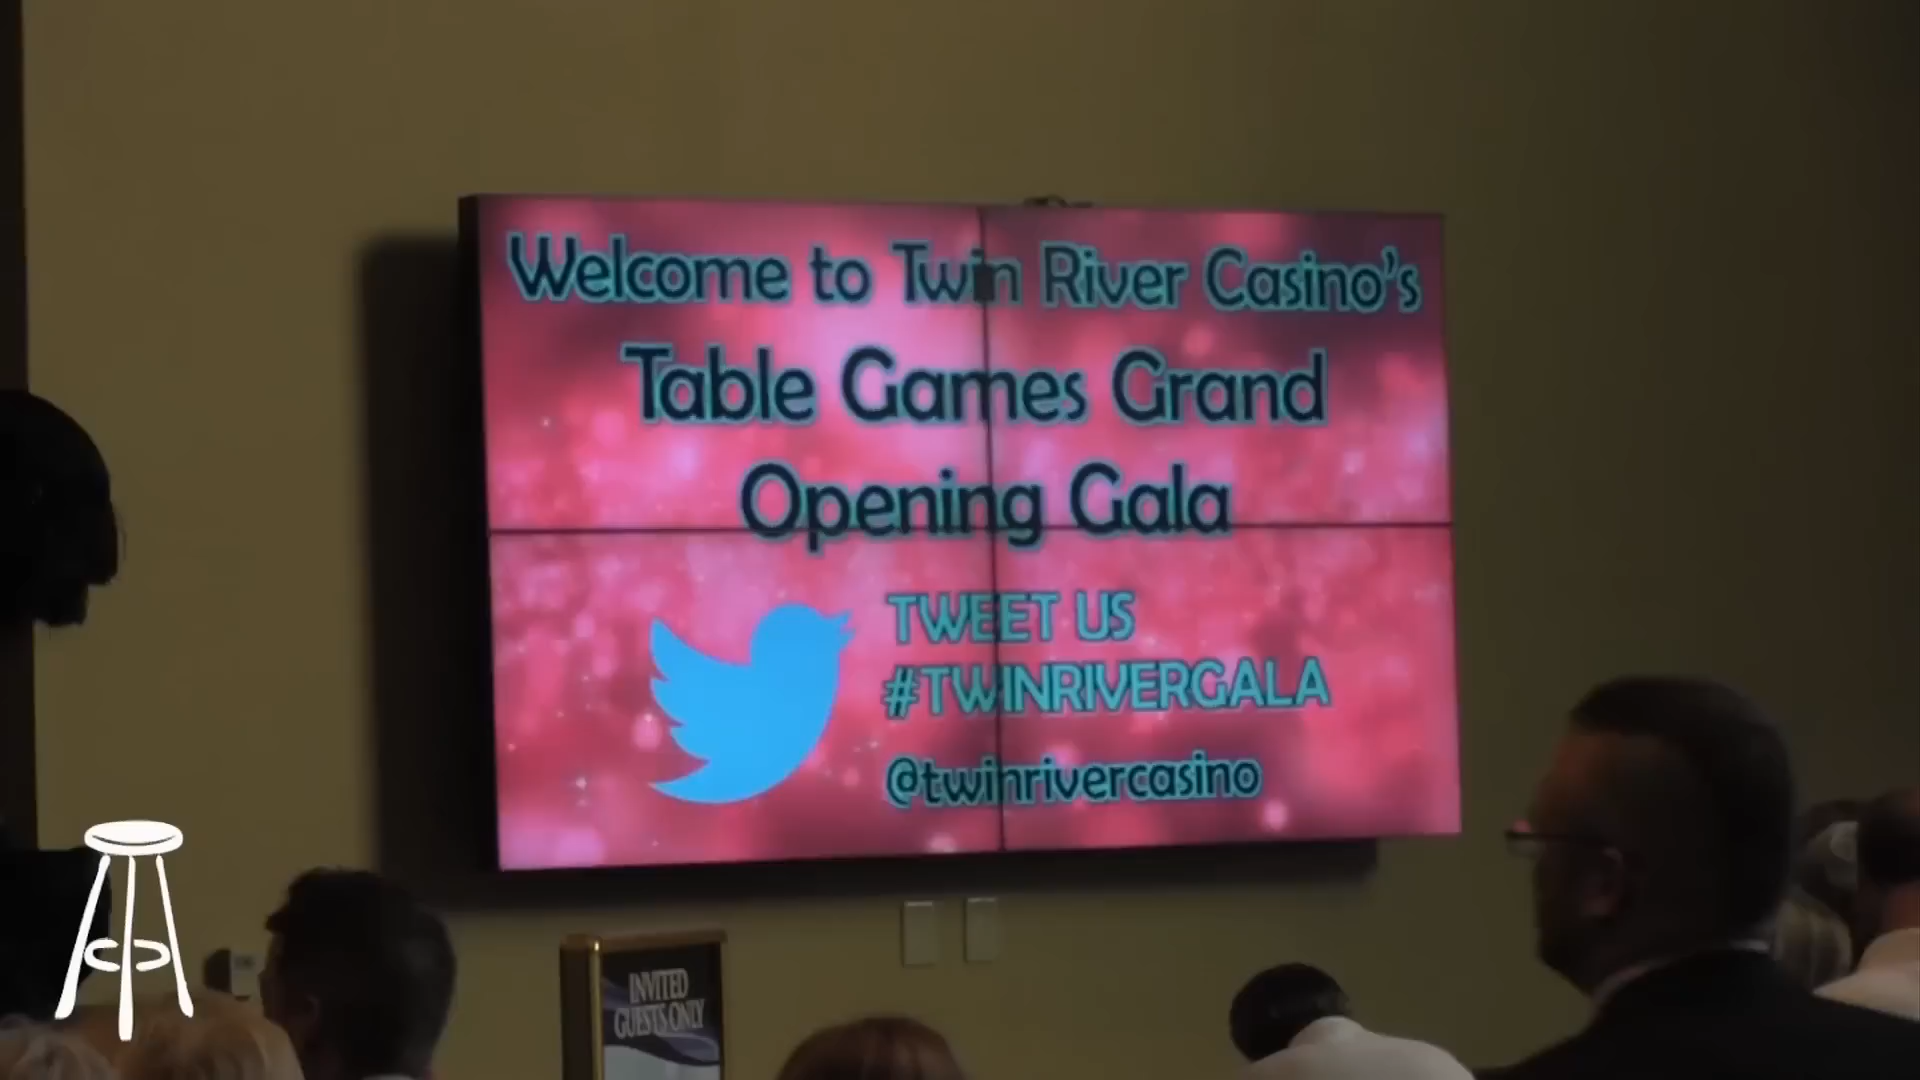 Welcome to Twin River Casino's
Table Games Grand
Opening Gala
TWEET US
#TWINRIVERGALA
@twinrivercasino
INVITED
GUESTS ONLY